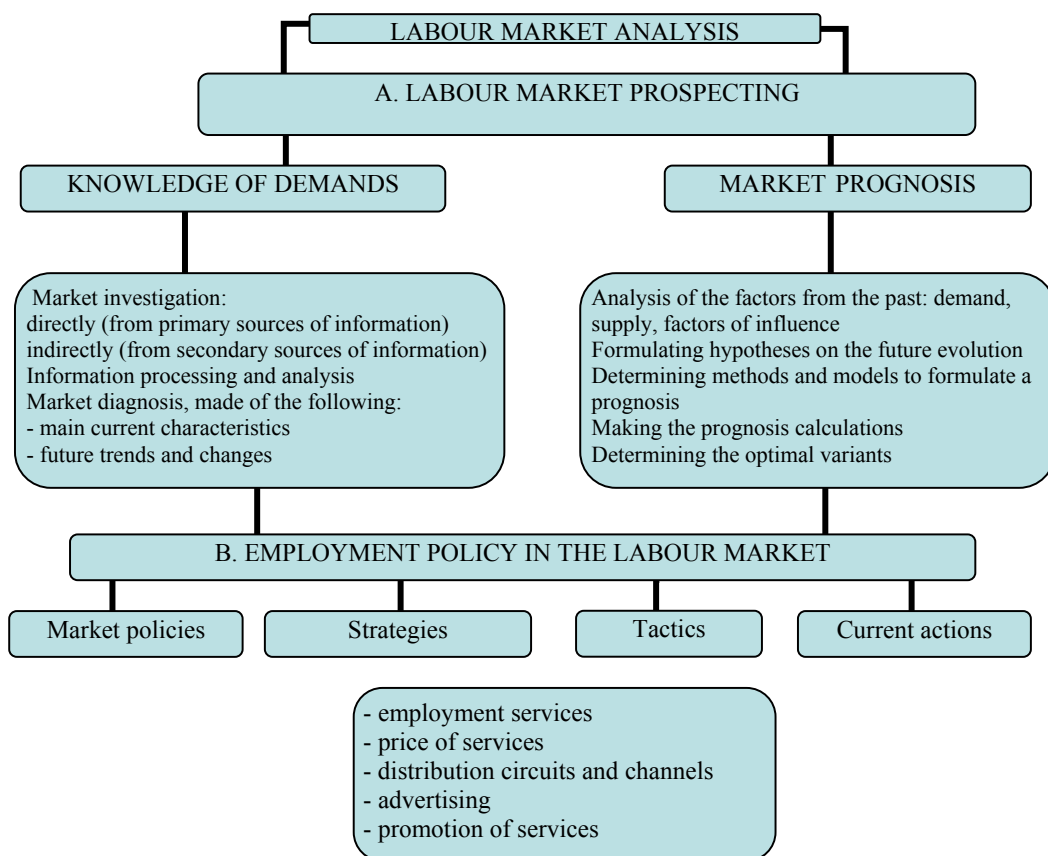 LABOUR MARKET ANALYSIS
A. LABOUR MARKET PROSPECTING
KNOWLEDGE OF DEMANDS
MARKET PROGNOSIS
Market investigation:
directly (from primary sources of information)
indirectly (from secondary sources of information)
Information processing and analysis
Market diagnosis, made of the following:
- main current characteristics
- future trends and changes
Analysis of the factors from the past: demand,
supply, factors of influence
Formulating hypotheses on the future evolution
Determining methods and models to formulate a
prognosis
Making the prognosis calculations
Determining the optimal variants
B. EMPLOYMENT POLICY IN THE LABOUR MARKET
Market policies
Strategies
Tactics
Current actions
- employment services
- price of services
- distribution circuits and channels
- advertising
- promotion of services